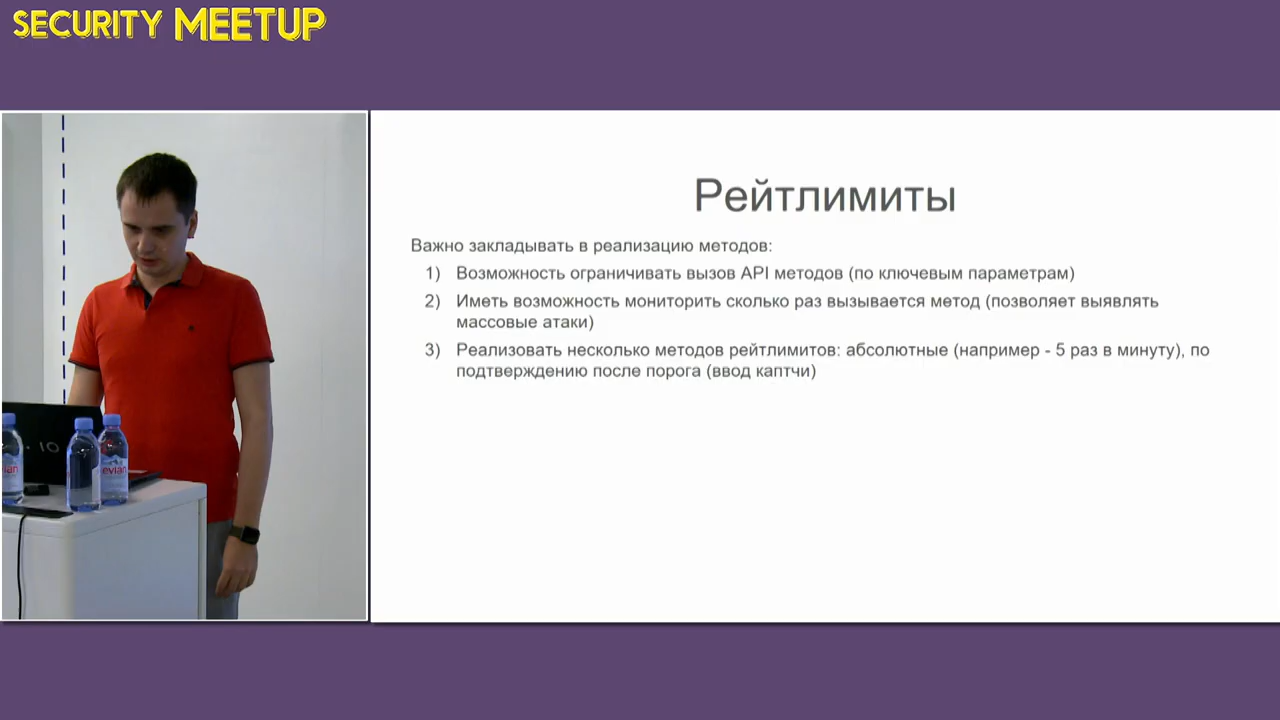 SECURITY MEETUP
Рейтлимиты
Важно закладывать в реализацию методов:
1) Возможность ограничивать вызов API методов (по ключевым параметрам)
2) Иметь возможность мониторить сколько раз вызывается метод (позволяет выявлять
массовые атаки)
3) Реализовать несколько методов рейтлимитов: абсолютные (например - 5 раз в минуту), по
подтверждению после порога (ввод каптчи)
evian